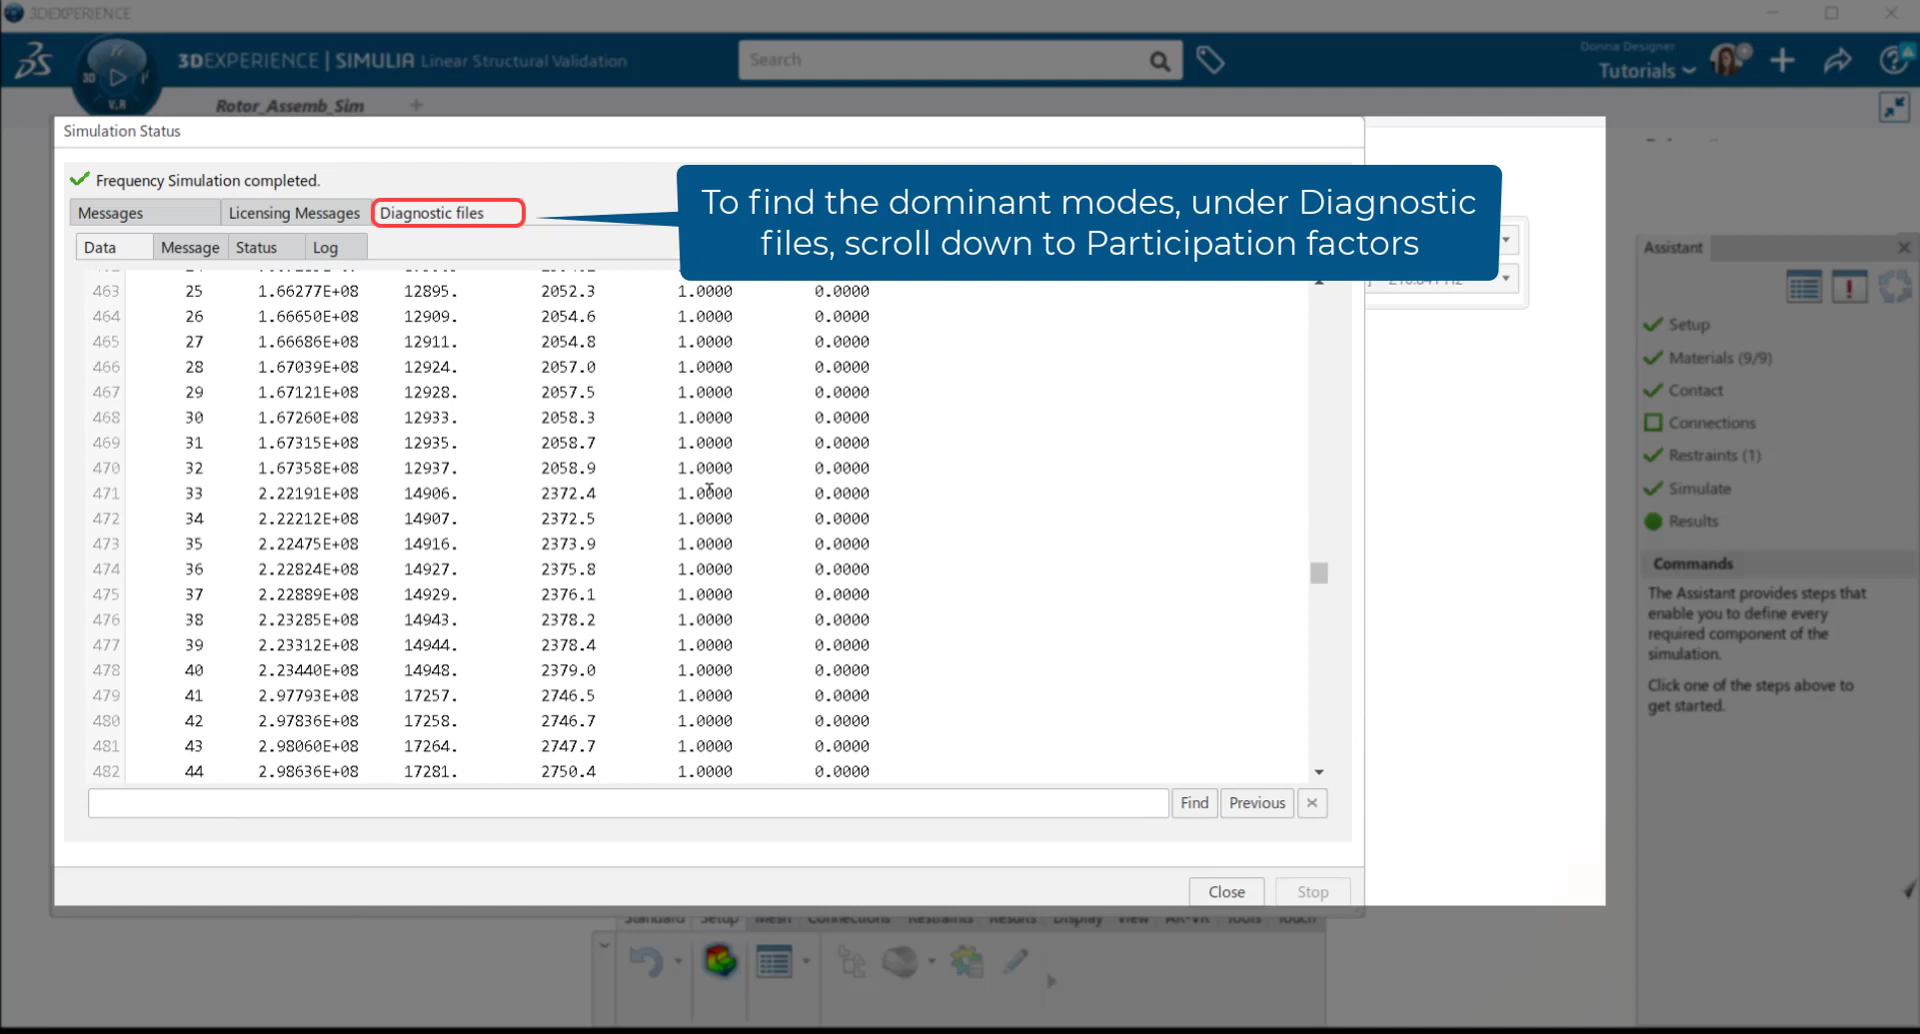 3DEXPERIENCE
3DEXPERIENCE | SIMULIA Linear Structural Validation
Search
Donna Designer
Tutorials
3D
V.R
Rotor_Assemb_Sim
Simulation Status
Frequency Simulation completed.
Messages
Licensing Messages
Diagnostic files
To find the dominant modes, under Diagnostic
files, scroll down to Participation factors
Data
Message
Status
Log
463 25 1.66277E+08 12895. 2052.3 1.0000 0.0000
464 26 1.66650E+08 12909. 2054.6 1.0000 0.0000
465 27 1.66686E+08 12911. 2054.8 1.0000 0.0000
466 28 1.67039E+08 12924. 2057.0 1.0000 0.0000
467 29 1.67121E+08 12928. 2057.5 1.0000 0.0000
468 30 1.67260E+08 12933. 2058.3 1.0000 0.0000
469 31 1.67315E+08 12935. 2058.7 1.0000 0.0000
470 32 1.67358E+08 12937. 2058.9 1.0000 0.0000
471 33 2.22191E+08 14906. 2372.4 1.0000 0.0000
472 34 2.22212E+08 14907. 2372.5 1.0000 0.0000
473 35 2.22475E+08 14916. 2373.9 1.0000 0.0000
474 36 2.22824E+08 14927. 2375.8 1.0000 0.0000
475 37 2.22889E+08 14929. 2376.1 1.0000 0.0000
476 38 2.23285E+08 14943. 2378.2 1.0000 0.0000
477 39 2.23312E+08 14944. 2378.4 1.0000 0.0000
478 40 2.23440E+08 14948. 2379.0 1.0000 0.0000
479 41 2.97793E+08 17257. 2746.5 1.0000 0.0000
480 42 2.97836E+08 17258. 2746.7 1.0000 0.0000
481 43 2.98060E+08 17264. 2747.7 1.0000 0.0000
482 44 2.98636E+08 17281. 2750.4 1.0000 0.0000
Find
Previous
Close
Stop
Assistant
Setup
Materials (9/9)
Contact
Connections
Restraints (1)
Simulate
Results
Commands
The Assistant provides steps that
enable you to define every
required component of the
simulation.
Click one of the steps above to
get started.
Standard Setup Mesh Connections Restraints Results Display View AR-VR Tools Touch